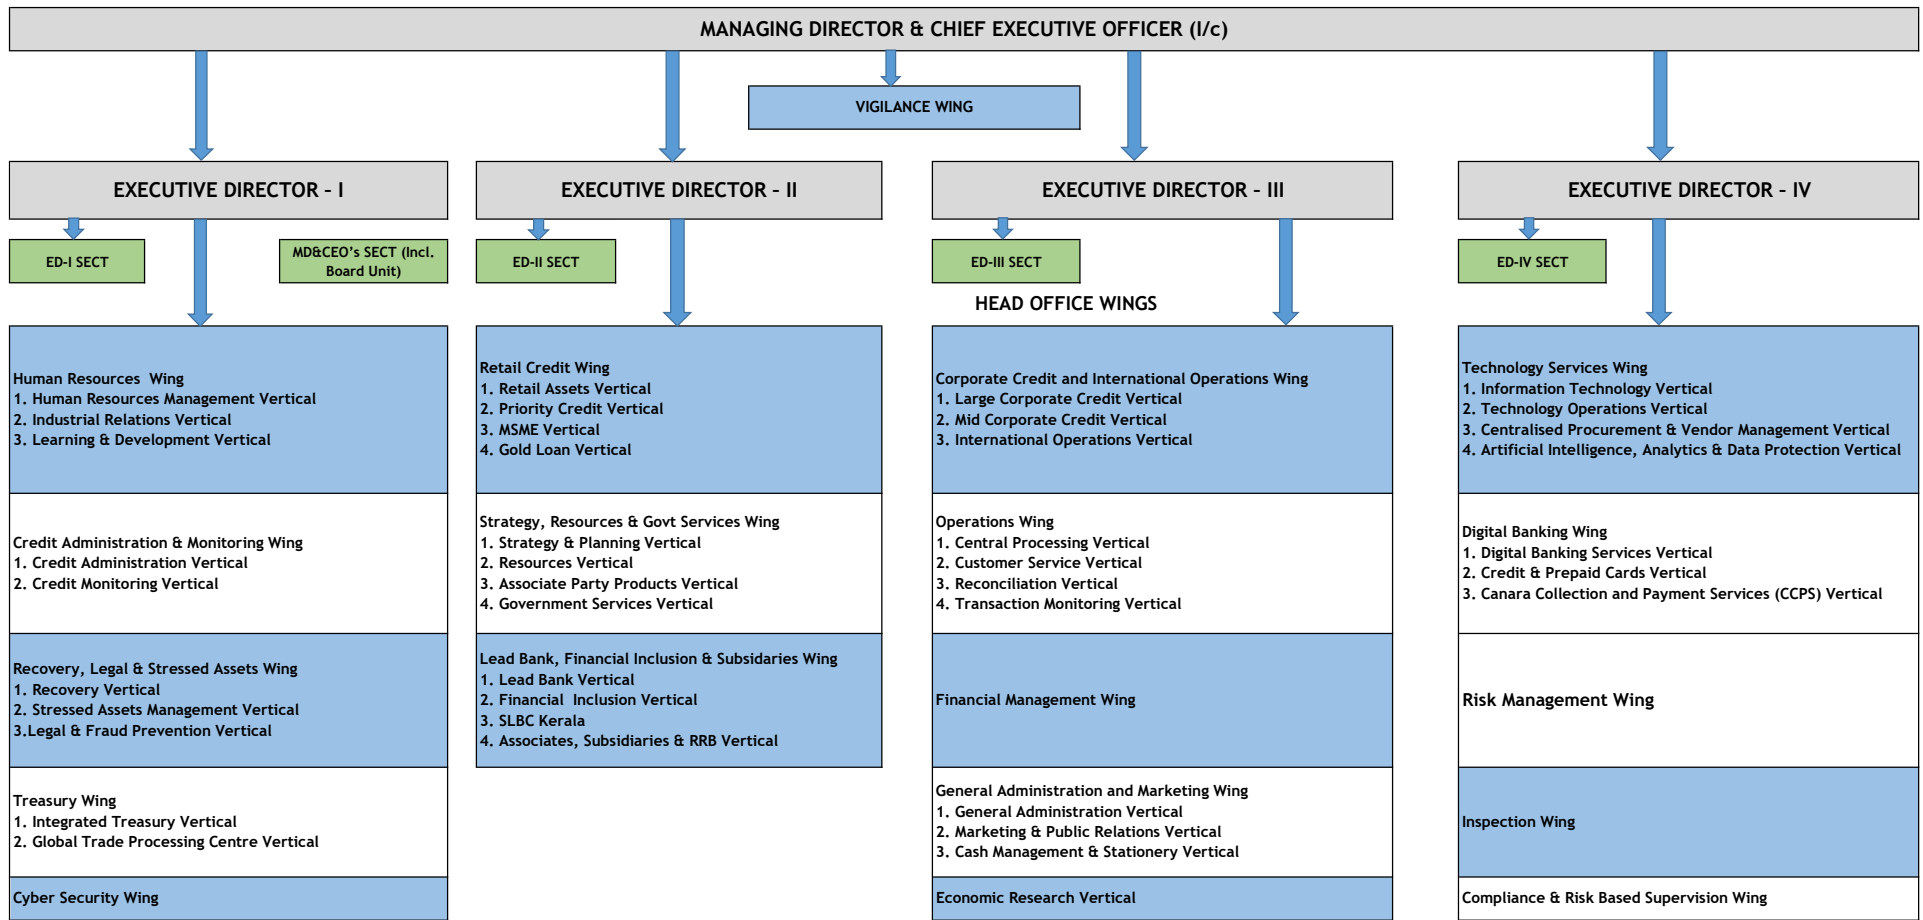 MANAGING DIRECTOR & CHIEF EXECUTIVE OFFICER (I/c)
VIGILANCE WING
EXECUTIVE DIRECTOR - I
EXECUTIVE DIRECTOR - II
EXECUTIVE DIRECTOR - III
EXECUTIVE DIRECTOR - IV
ED-I SECT
MD&CEO's SECT (Incl.
Board Unit)
ED-II SECT
ED-III SECT
ED-IV SECT
HEAD OFFICE WINGS
Human Resources  Wing
1. Human Resources Management Vertical
2. Industrial Relations Vertical
3. Learning & Development Vertical
Credit Administration & Monitoring Wing
1. Credit Administration Vertical
2. Credit Monitoring Vertical
Recovery, Legal & Stressed Assets Wing
1. Recovery Vertical
2. Stressed Assets Management Vertical
3.Legal & Fraud Prevention Vertical
Treasury Wing
1. Integrated Treasury Vertical
2. Global Trade Processing Centre Vertical
Cyber Security Wing
Retail Credit Wing
1. Retail Assets Vertical
2. Priority Credit Vertical
3. MSME Vertical
4. Gold Loan Vertical
Strategy, Resources & Govt Services Wing
1. Strategy & Planning Vertical
2. Resources Vertical
3. Associate Party Products Vertical
4. Government Services Vertical
Lead Bank, Financial Inclusion & Subsidaries Wing
1. Lead Bank Vertical
2. Financial  Inclusion Vertical
3. SLBC Kerala
4. Associates, Subsidiaries & RRB Vertical
Corporate Credit and International Operations Wing
1. Large Corporate Credit Vertical
2. Mid Corporate Credit Vertical
3. International Operations Vertical
Operations Wing
1. Central Processing Vertical
2. Customer Service Vertical
3. Reconciliation Vertical
4. Transaction Monitoring Vertical
Financial Management Wing
General Administration and Marketing Wing
1. General Administration Vertical
2. Marketing & Public Relations Vertical
3. Cash Management & Stationery Vertical
Economic Research Vertical
Technology Services Wing
1. Information Technology Vertical
2. Technology Operations Vertical
3. Centralised Procurement & Vendor Management Vertical
4. Artificial Intelligence, Analytics & Data Protection Vertical
Digital Banking Wing
1. Digital Banking Services Vertical
2. Credit & Prepaid Cards Vertical
3. Canara Collection and Payment Services (CCPS) Vertical
Risk Management Wing
Inspection Wing
Compliance & Risk Based Supervision Wing